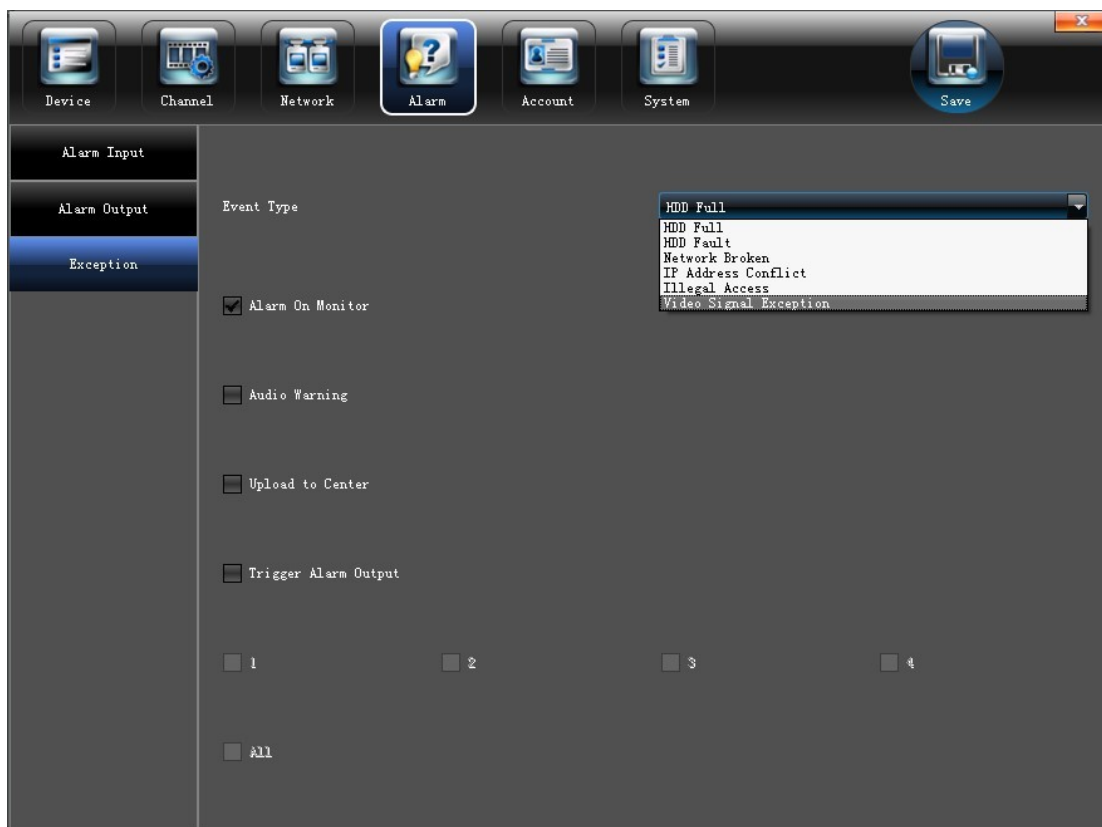 Device Channel Network Alarm Account System Save
Alarm Input
Alarm Output
Event Type HDD Full
HDD Full
HDD Fault
Network Broken
Exception
IP Address Conflict
Illegal Access
Video Signal Exception
Alarm On Monitor
Audio Warning
Upload to Center
Trigger Alarm Output
1 2 3 4
All